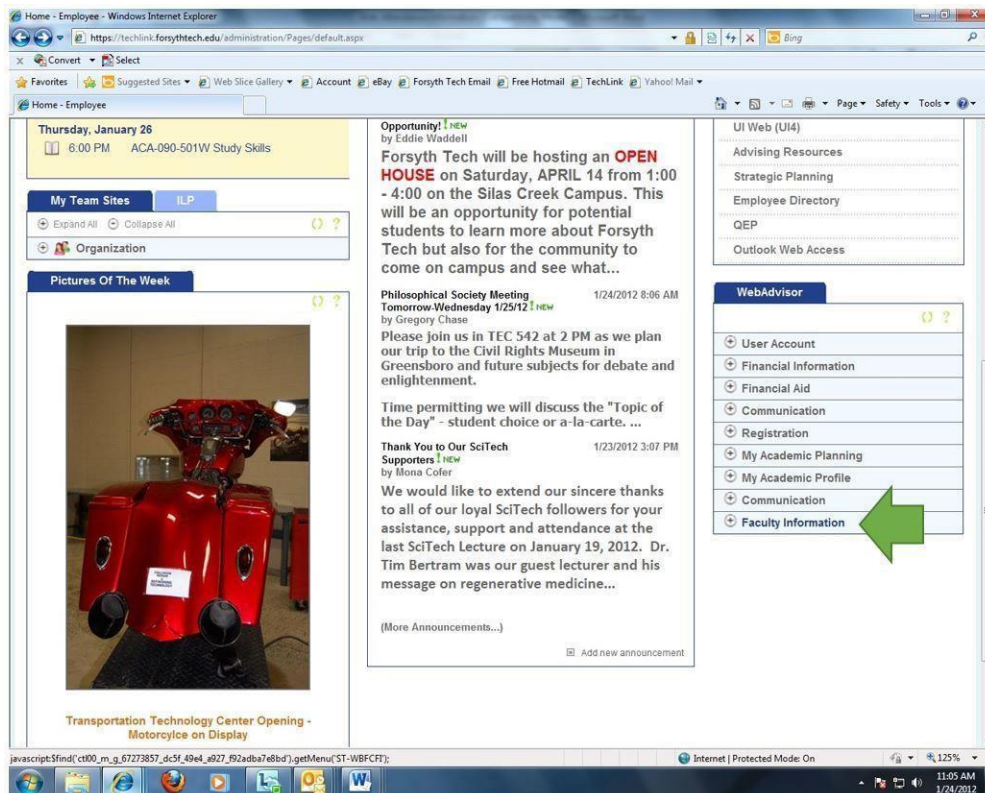 Home - Employee - Windows Internet Explorer
https://techlink.forsythtech.edu/administration/Pages/default.aspx
Bing
x Convert Select
Favorites Suggested Sites Web Slice Gallery Account eBay Forsyth Tech Email Free Hotmail TechLink Yahoo! Mail
Home - Employee
Page Safety Tools
Thursday, January 26
6:00 PM ACA-090-501W Study Skills
My Team Sites ILP
Expand All Collapse All
Organization
Pictures Of The Week
Transportation Technology Center Opening -
Motorcylce on Display
Opportunity! NEW
by Eddie Waddell
Forsyth Tech will be hosting an OPEN
HOUSE on Saturday, APRIL 14 from 1:00
- 4:00 on the Silas Creek Campus. This
will be an opportunity for potential
students to learn more about Forsyth
Tech but also for the community to
come on campus and see what...
Philosophical Society Meeting 1/24/2012 8:06 AM
Tomorrow-Wednesday 1/25/12 ! NEW
by Gregory Chase
Please join us in TEC 542 at 2 PM as we plan
our trip to the Civil Rights Museum in
Greensboro and future subjects for debate and
enlightenment.
Time permitting we will discuss the "Topic of
the Day" - student choice or a-la-carte. ...
Thank You to Our SciTech 1/23/2012 3:07 PM
Supporters ! NEW
by Mona Cofer
We would like to extend our sincere thanks
to all of our loyal SciTech followers for your
assistance, support and attendance at the
last SciTech Lecture on January 19, 2012. Dr.
Tim Bertram was our guest lecturer and his
message on regenerative medicine...
(More Announcements...)
Add new announcement
UI Web (UI4)
Advising Resources
Strategic Planning
Employee Directory
QEP
Outlook Web Access
WebAdvisor
User Account
Financial Information
Financial Aid
Communication
Registration
My Academic Planning
My Academic Profile
Communication
Faculty Information
javascript:$find('ctl00_m_g_67273857_dc5f_49e4_a927_f92adba7e8bd').getMenu('ST-WBFCFI');
Internet | Protected Mode: On
125%
11:05 AM
1/24/2012